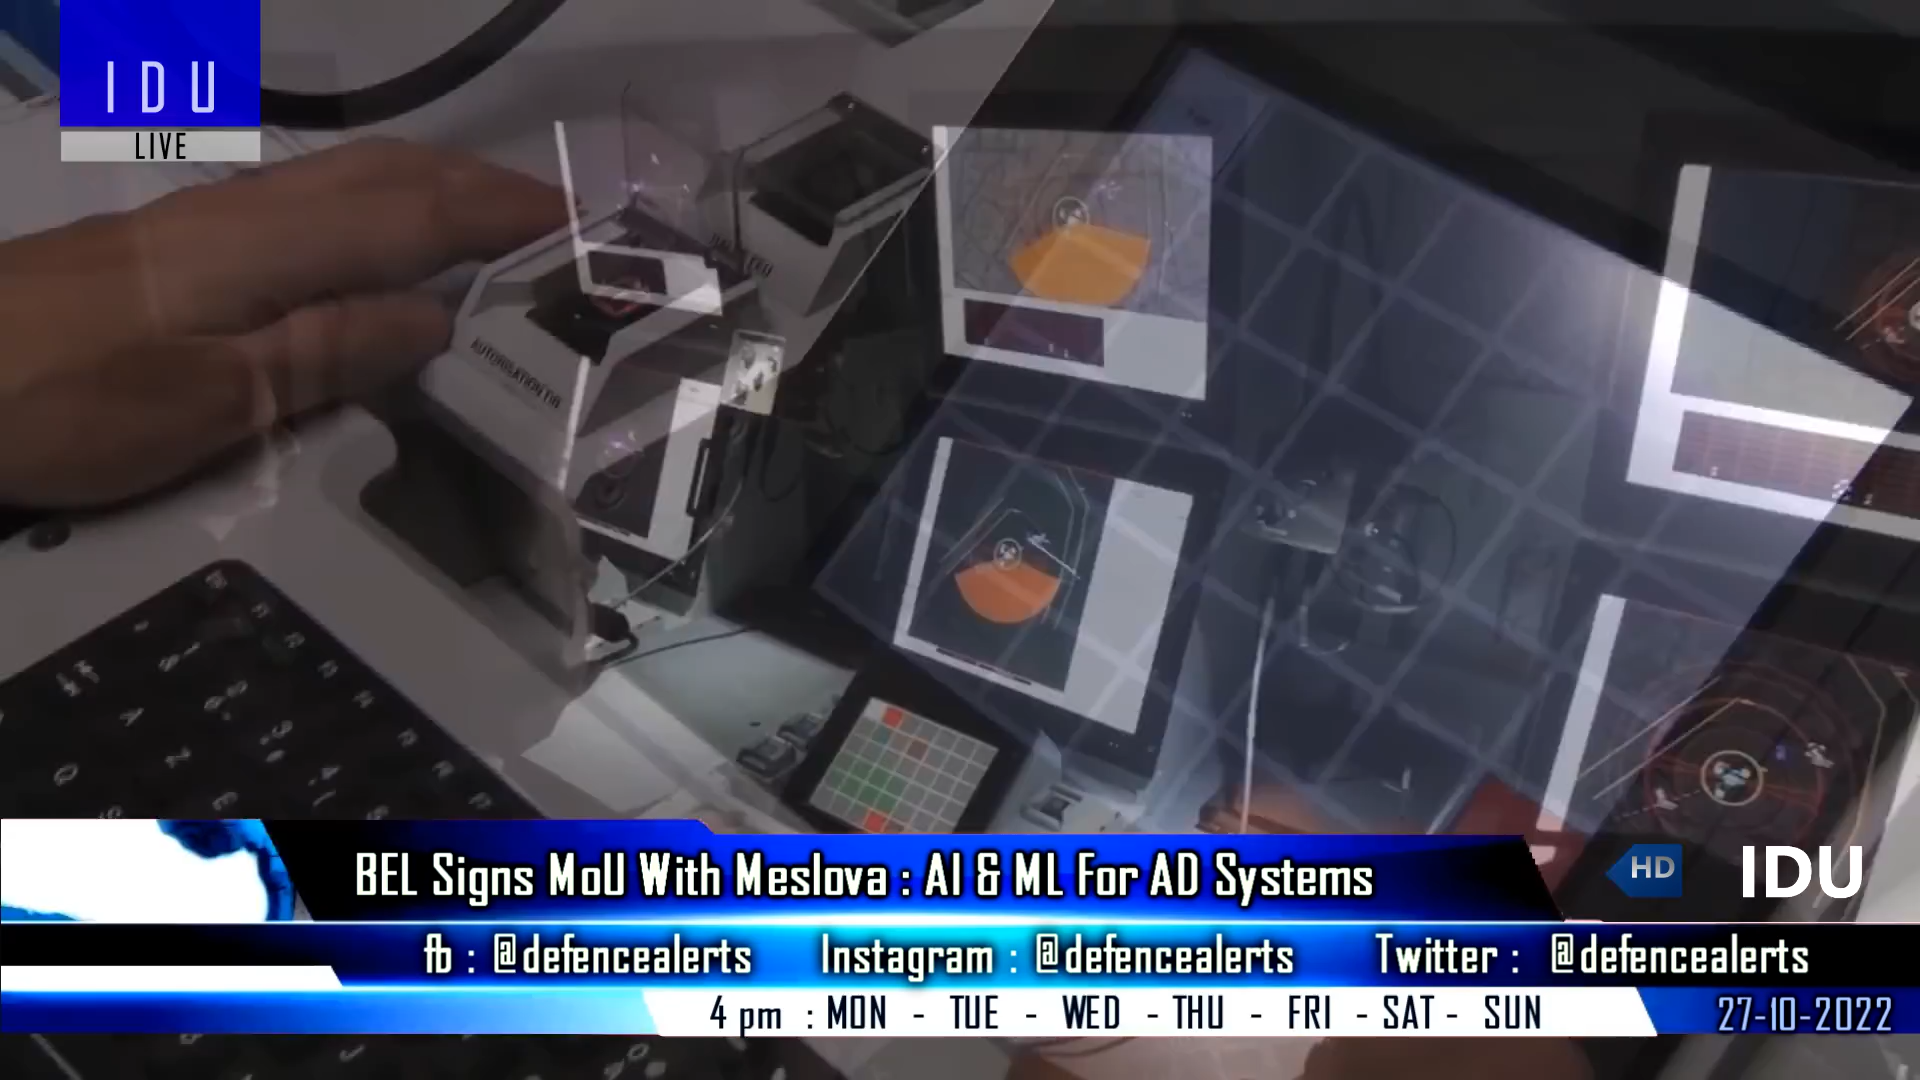 IDU
LIVE
BEL Signs MoU With Meslova : AI & ML For AD Systems
HD
IDU
fb : @defencealerts Instagram : @defencealerts Twitter : @defencealerts
4 pm : MON - TUE - WED - THU - FRI - SAT - SUN
27-10-2022